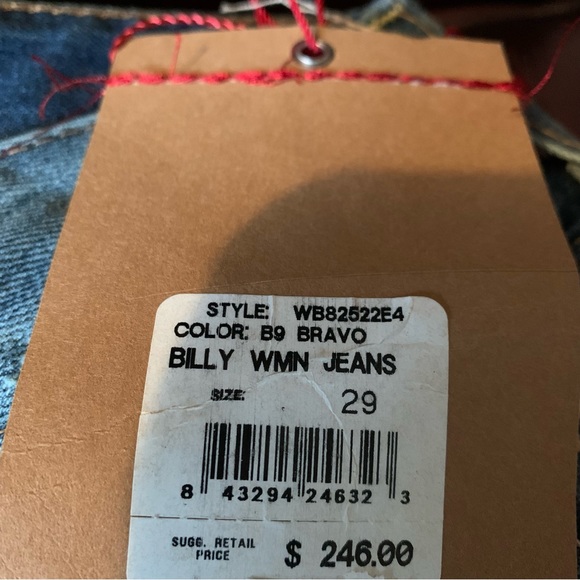 STYLE: WB82522E4
COLOR: B9 BRAVO
BILLY WMN JEANS
SIZE: 29
8 43294 24632 3
SUGG. RETAIL
PRICE $ 246.00